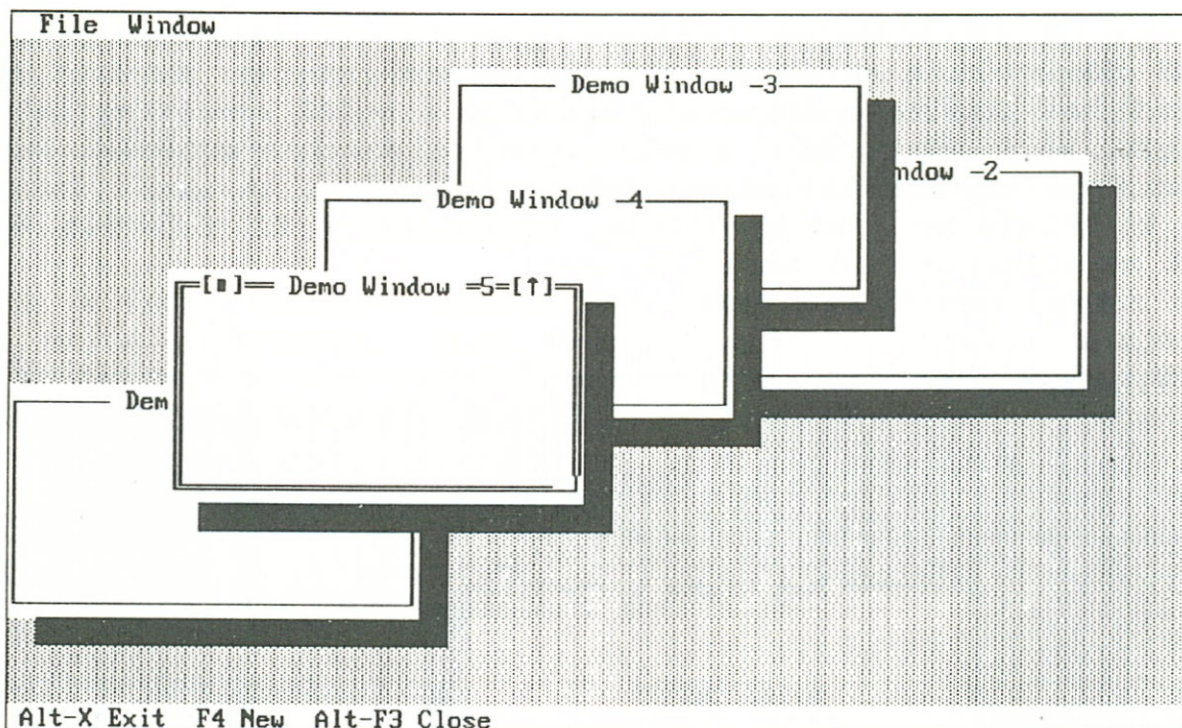 File Window
Demo Window -3
ndow -2
Demo Window -4
[■]== Demo Window =5=[↑]
Dem
Alt-X Exit F4 New Alt-F3 Close